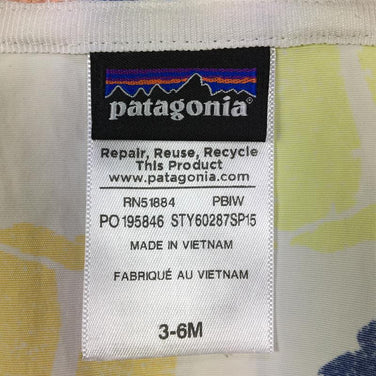 patagonia®
Repair, Reuse, Recycle
This Product
www.patagonia.com
RN51884 PBIW
PO 195846 STY60287SP15
MADE IN VIETNAM
FABRIQUÉ AU VIETNAM
3-6M